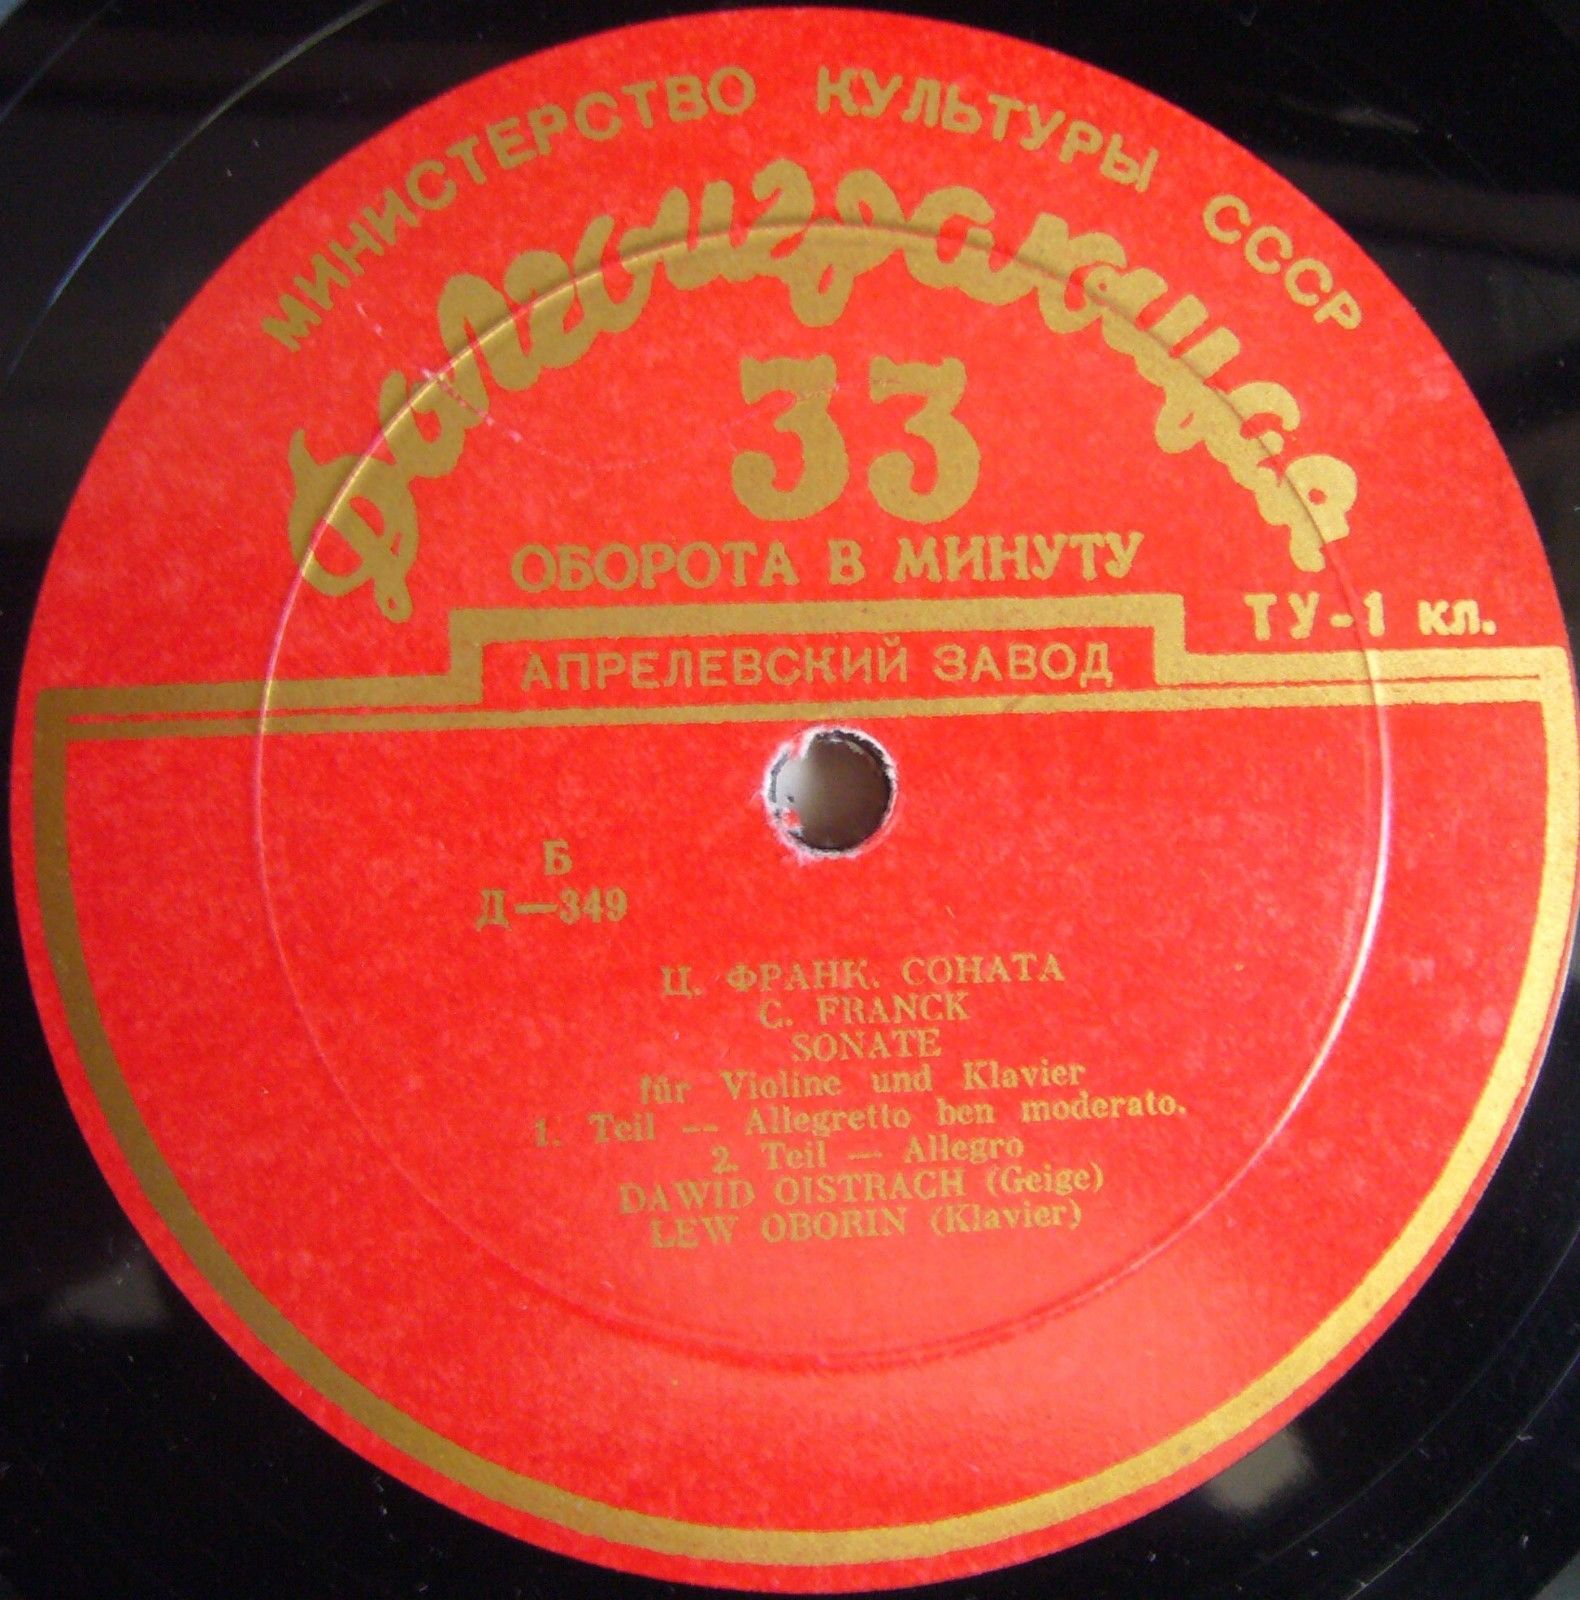 МИНИСТЕРСТВО КУЛЬТУРЫ СССР
Долгоиграющая
33
ОБОРОТА В МИНУТУ
ТУ-1 кл.
АПРЕЛЕВСКИЙ ЗАВОД
Б
Д—349
Ц. ФРАНК. СОНАТА
C. FRANCK
SONATE
für Violine und Klavier
1. Teil — Allegretto ben moderato.
2. Teil — Allegro
DAWID OISTRACH (Geige)
LEW OBORIN (Klavier)